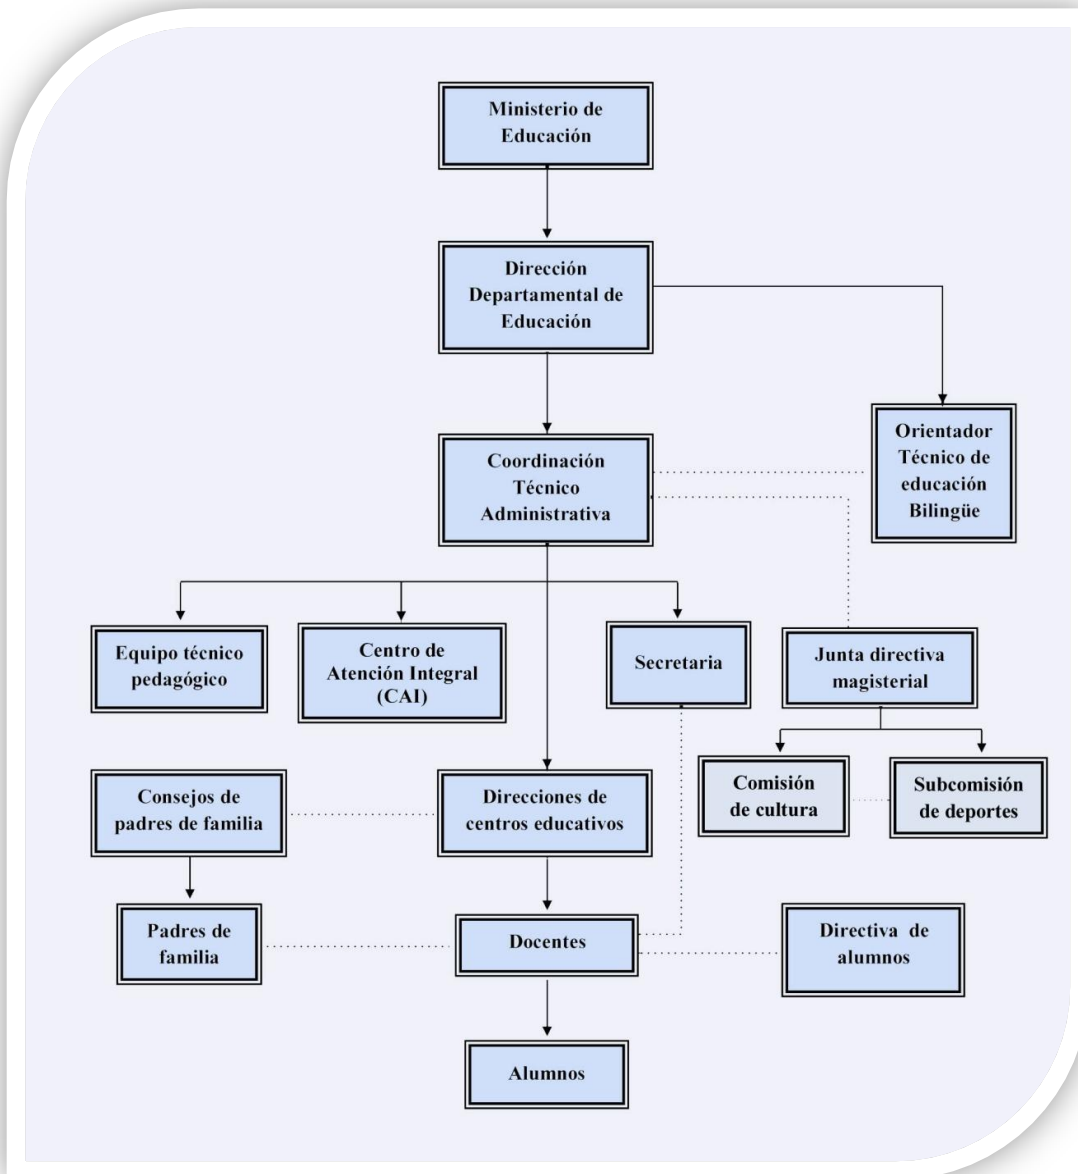 Ministerio de
Educación
Dirección
Departamental de
Educación
Orientador
Técnico de
educación
Bilingüe
Coordinación
Técnico
Administrativa
Equipo técnico
pedagógico
Centro de
Atención Integral
(CAI)
Secretaria
Junta directiva
magisterial
Comisión
de cultura
Subcomisión
de deportes
Consejos de
padres de familia
Direcciones de
centros educativos
Padres de
familia
Docentes
Directiva de
alumnos
Alumnos